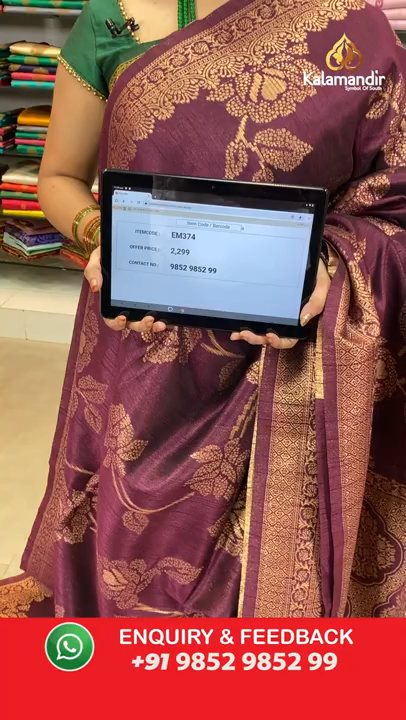 Kalamandir
Symbol Of South
Item Code / Barcode
ITEMCODE : EM374
OFFER PRICE : 2,299
CONTACT NO : 9852 9852 99
ENQUIRY & FEEDBACK
+91 9852 9852 99